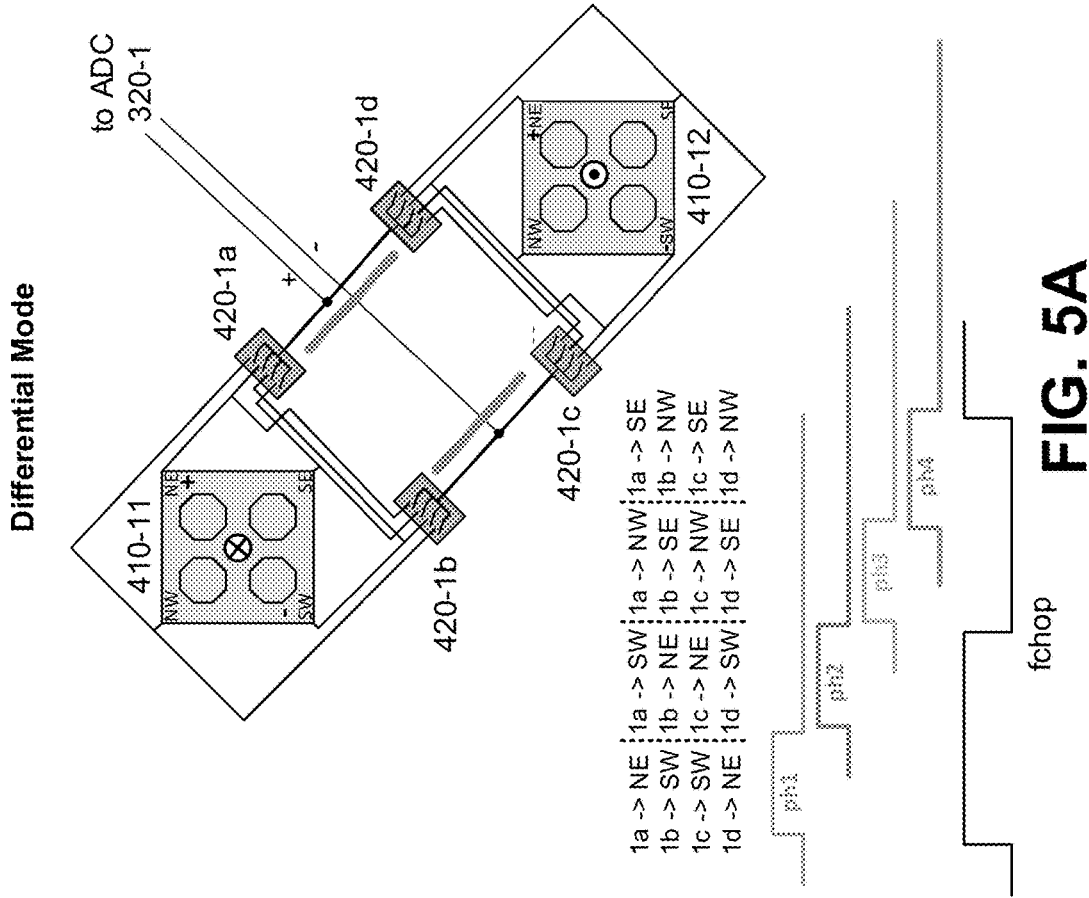 Differential Mode
to ADC
320-1
420-1a
420-1d
+
-
410-11
NW
NE
+
-
SW
SE
NW
+NE
-SW
SE
410-12
420-1b
420-1c
1a -> NE 1a -> SW 1a -> NW 1a -> SE
1b -> SW 1b -> NE 1b -> SE 1b -> NW
1c -> SW 1c -> NE 1c -> NW 1c -> SE
1d -> NE 1d -> SW 1d -> SE 1d -> NW
ph1
ph2
ph3
ph4
fchop
FIG. 5A